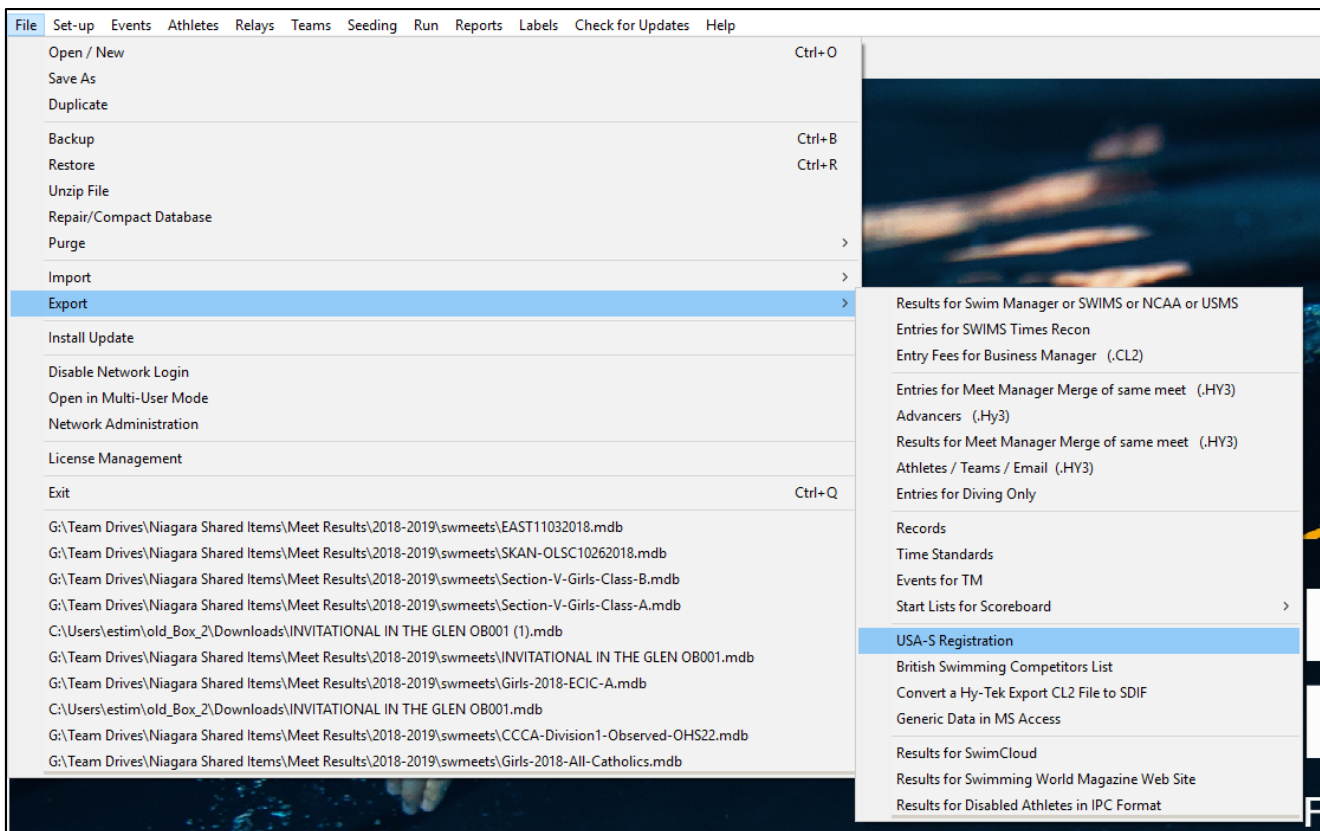 File Set-up Events Athletes Relays Teams Seeding Run Reports Labels Check for Updates Help
Open / New Ctrl+O
Save As
Duplicate
Backup Ctrl+B
Restore Ctrl+R
Unzip File
Repair/Compact Database
Purge >
Import >
Export >
Install Update
Disable Network Login
Open in Multi-User Mode
Network Administration
License Management
Exit Ctrl+Q
G:\Team Drives\Niagara Shared Items\Meet Results\2018-2019\swmeets\EAST11032018.mdb
G:\Team Drives\Niagara Shared Items\Meet Results\2018-2019\swmeets\SKAN-OLSC10262018.mdb
G:\Team Drives\Niagara Shared Items\Meet Results\2018-2019\swmeets\Section-V-Girls-Class-B.mdb
G:\Team Drives\Niagara Shared Items\Meet Results\2018-2019\swmeets\Section-V-Girls-Class-A.mdb
C:\Users\estim\old_Box_2\Downloads\INVITATIONAL IN THE GLEN OB001 (1).mdb
G:\Team Drives\Niagara Shared Items\Meet Results\2018-2019\swmeets\INVITATIONAL IN THE GLEN OB001.mdb
G:\Team Drives\Niagara Shared Items\Meet Results\2018-2019\swmeets\Girls-2018-ECIC-A.mdb
C:\Users\estim\old_Box_2\Downloads\INVITATIONAL IN THE GLEN OB001.mdb
G:\Team Drives\Niagara Shared Items\Meet Results\2018-2019\swmeets\CCCA-Division1-Observed-OHS22.mdb
G:\Team Drives\Niagara Shared Items\Meet Results\2018-2019\swmeets\Girls-2018-All-Catholics.mdb
Results for Swim Manager or SWIMS or NCAA or USMS
Entries for SWIMS Times Recon
Entry Fees for Business Manager (.CL2)
Entries for Meet Manager Merge of same meet (.HY3)
Advancers (.Hy3)
Results for Meet Manager Merge of same meet (.HY3)
Athletes / Teams / Email (.HY3)
Entries for Diving Only
Records
Time Standards
Events for TM
Start Lists for Scoreboard >
USA-S Registration
British Swimming Competitors List
Convert a Hy-Tek Export CL2 File to SDIF
Generic Data in MS Access
Results for SwimCloud
Results for Swimming World Magazine Web Site
Results for Disabled Athletes in IPC Format